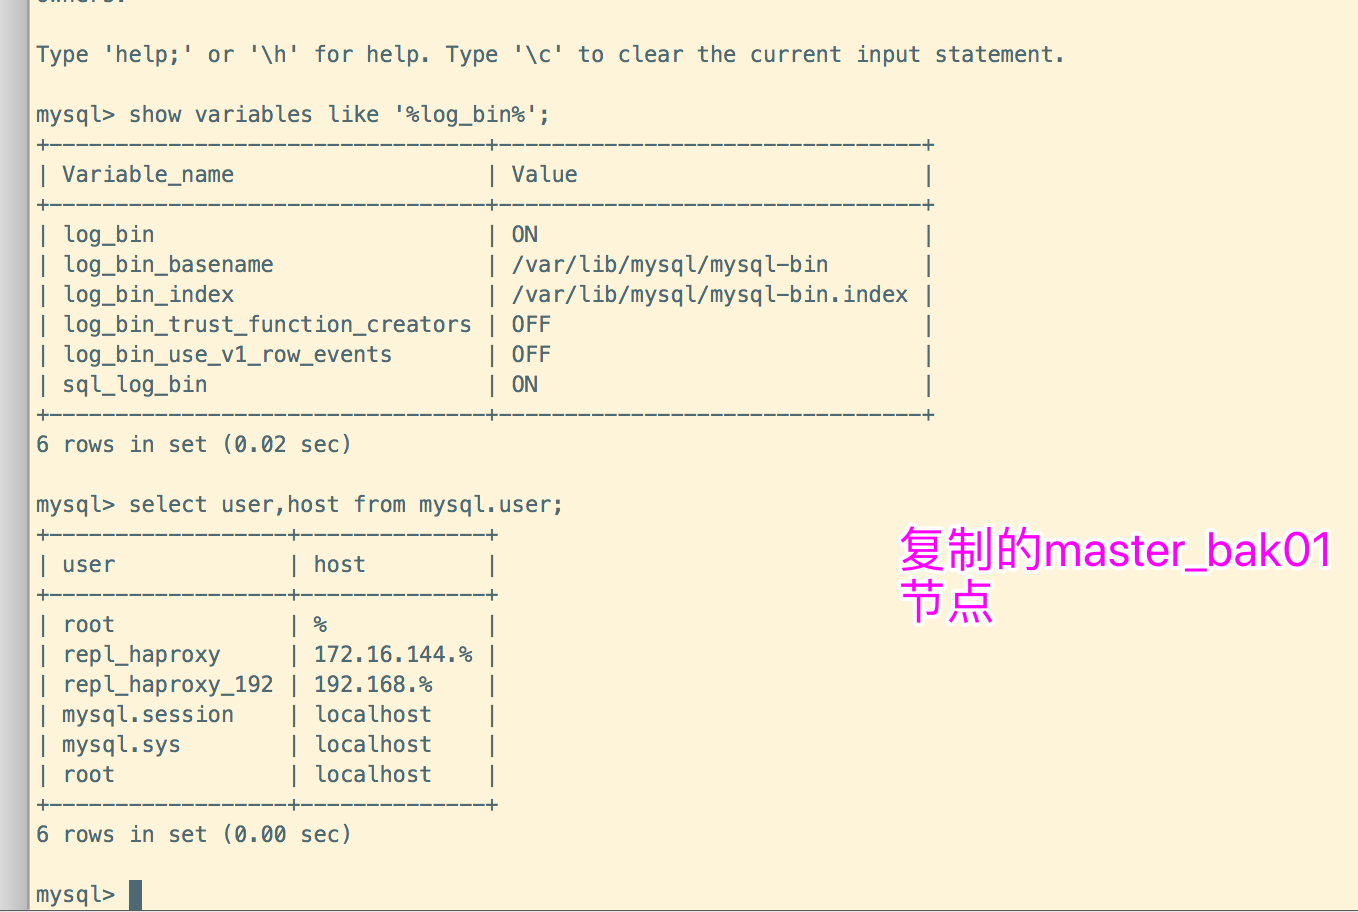 owners.
Type 'help;' or '\h' for help. Type '\c' to clear the current input statement.
mysql> show variables like '%log_bin%';
+---------------------------------+--------------------------------+
| Variable_name                   | Value                          |
+---------------------------------+--------------------------------+
| log_bin                         | ON                             |
| log_bin_basename                | /var/lib/mysql/mysql-bin       |
| log_bin_index                   | /var/lib/mysql/mysql-bin.index |
| log_bin_trust_function_creators | OFF                            |
| log_bin_use_v1_row_events       | OFF                            |
| sql_log_bin                     | ON                             |
+---------------------------------+--------------------------------+
6 rows in set (0.02 sec)
mysql> select user,host from mysql.user;
+------------------+--------------+
| user             | host         |
+------------------+--------------+
| root             | %            |
| repl_haproxy     | 172.16.144.% |
| repl_haproxy_192 | 192.168.%    |
| mysql.session    | localhost    |
| mysql.sys        | localhost    |
| root             | localhost    |
+------------------+--------------+
6 rows in set (0.00 sec)
mysql>
复制的master_bak01
节点